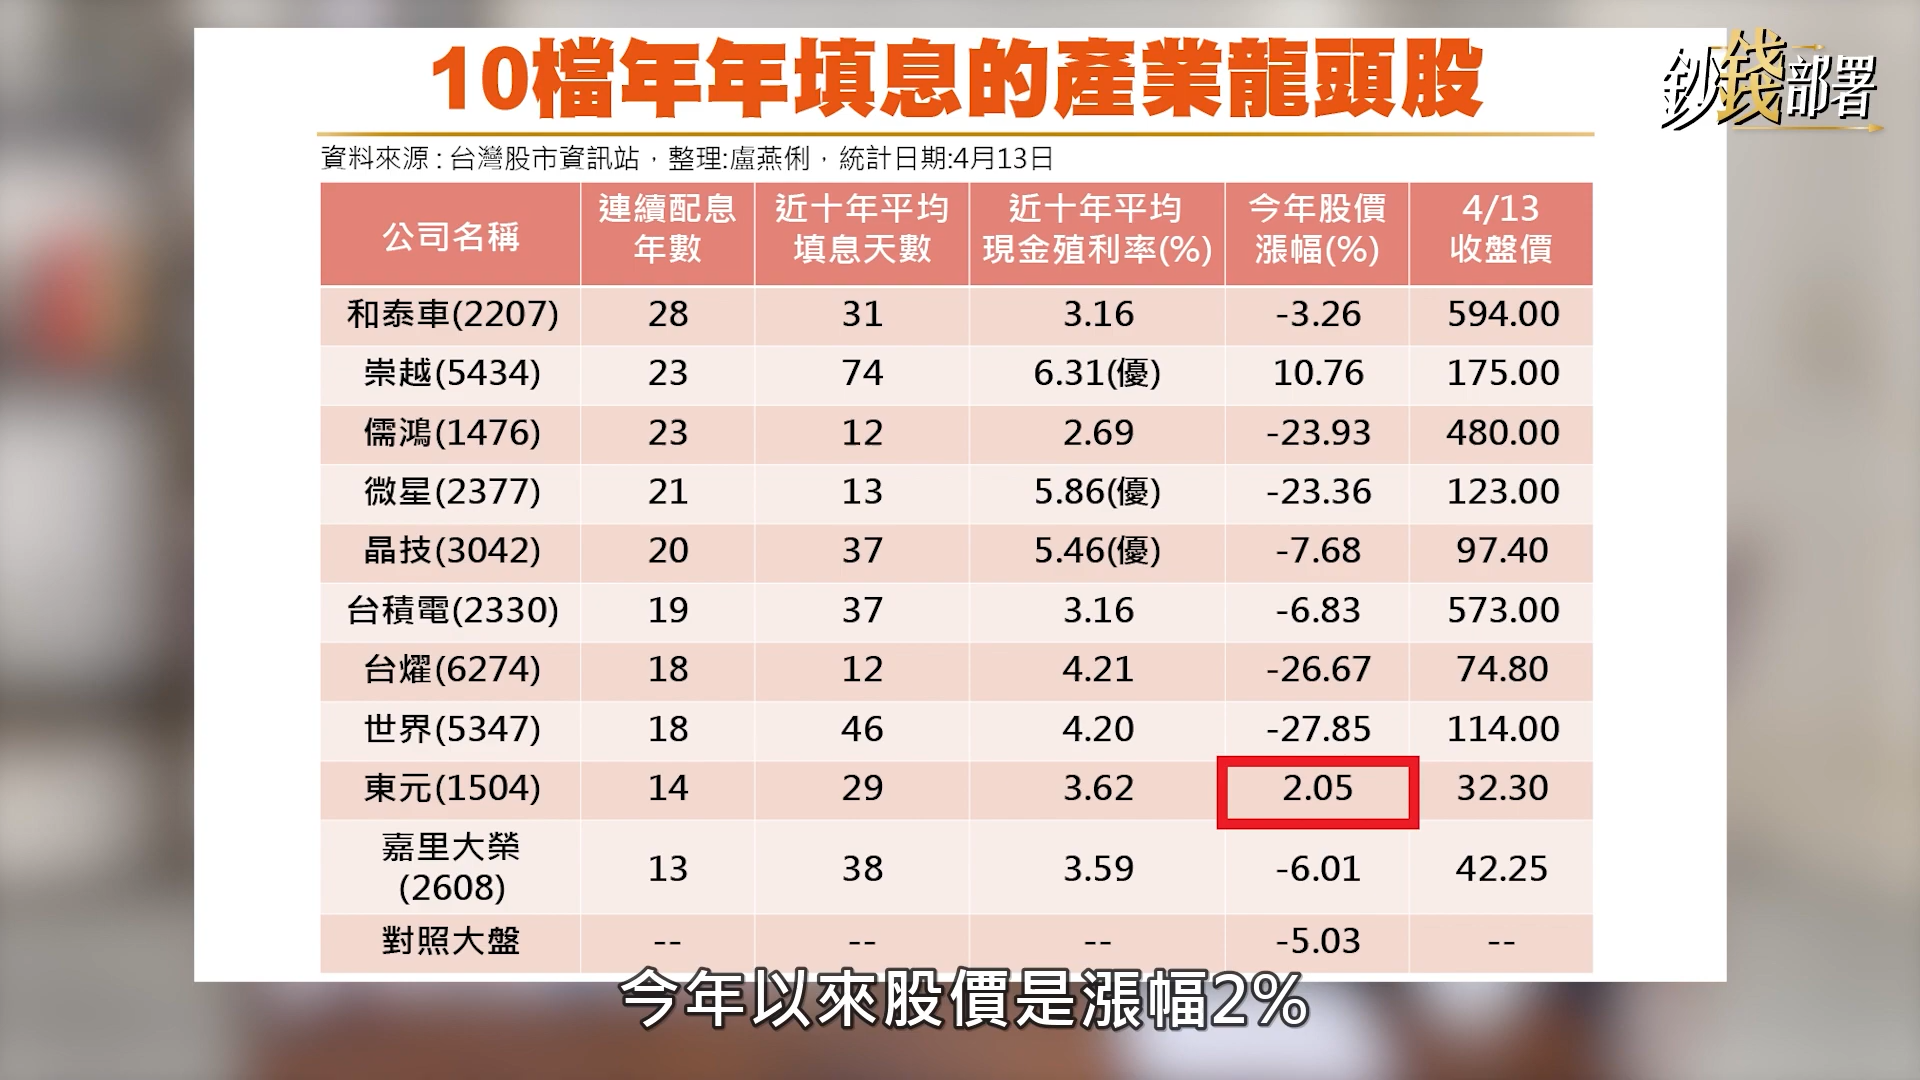 10檔年年填息的產業龍頭股
鈔錢部署
資料來源:台灣股市資訊站,整理:盧燕俐,統計日期:4月13日
公司名稱 連續配息年數 近十年平均填息天數 近十年平均現金殖利率(%) 今年股價漲幅(%) 4/13收盤價
和泰車(2207) 28 31 3.16 -3.26 594.00
崇越(5434) 23 74 6.31(優) 10.76 175.00
儒鴻(1476) 23 12 2.69 -23.93 480.00
微星(2377) 21 13 5.86(優) -23.36 123.00
晶技(3042) 20 37 5.46(優) -7.68 97.40
台積電(2330) 19 37 3.16 -6.83 573.00
台燿(6274) 18 12 4.21 -26.67 74.80
世界(5347) 18 46 4.20 -27.85 114.00
東元(1504) 14 29 3.62 2.05 32.30
嘉里大榮(2608) 13 38 3.59 -6.01 42.25
對照大盤 -- -- -- -5.03 --
今年以來股價是漲幅2%